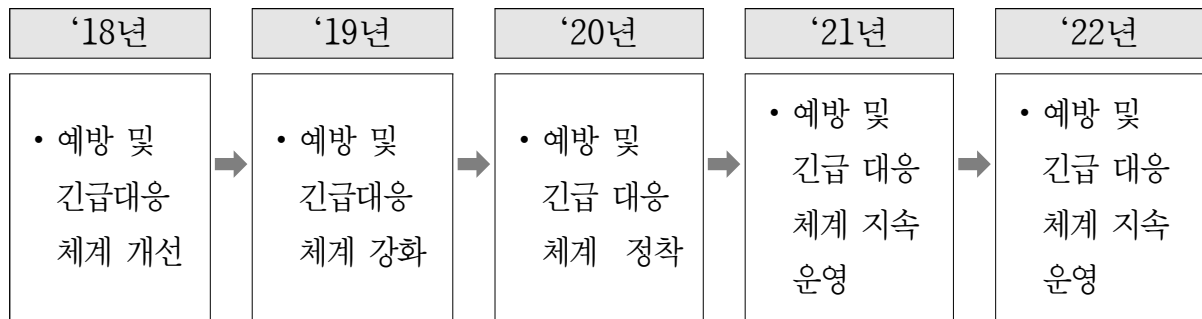 ‘18년
‘19년
‘20년
‘21년
‘22년
• 예방 및
긴급대응
체계 개선
• 예방 및
긴급대응
체계 강화
• 예방 및
긴급 대응
체계 정착
• 예방 및
긴급 대응
체계 지속
운영
• 예방 및
긴급 대응
체계 지속
운영